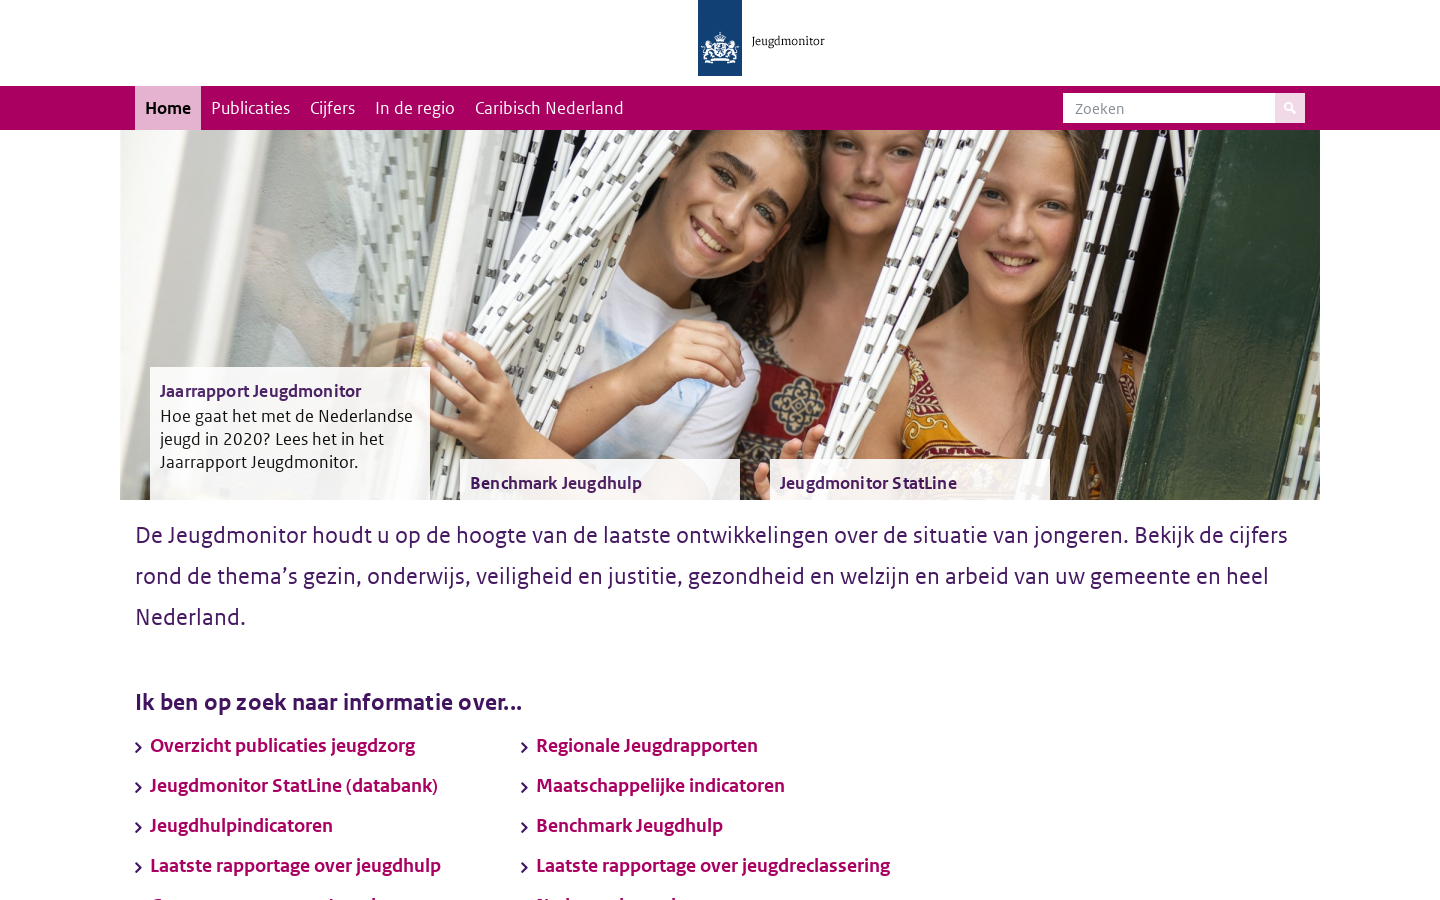 Jeugdmonitor
Home Publicaties Cijfers In de regio Caribisch Nederland Zoeken
Jaarrapport Jeugdmonitor
Hoe gaat het met de Nederlandse
jeugd in 2020? Lees het in het
Jaarrapport Jeugdmonitor.
Benchmark Jeugdhulp
Jeugdmonitor StatLine
De Jeugdmonitor houdt u op de hoogte van de laatste ontwikkelingen over de situatie van jongeren. Bekijk de cijfers
rond de thema’s gezin, onderwijs, veiligheid en justitie, gezondheid en welzijn en arbeid van uw gemeente en heel
Nederland.
Ik ben op zoek naar informatie over...
Overzicht publicaties jeugdzorg
Regionale Jeugdrapporten
Jeugdmonitor StatLine (databank)
Maatschappelijke indicatoren
Jeugdhulpindicatoren
Benchmark Jeugdhulp
Laatste rapportage over jeugdhulp
Laatste rapportage over jeugdreclassering